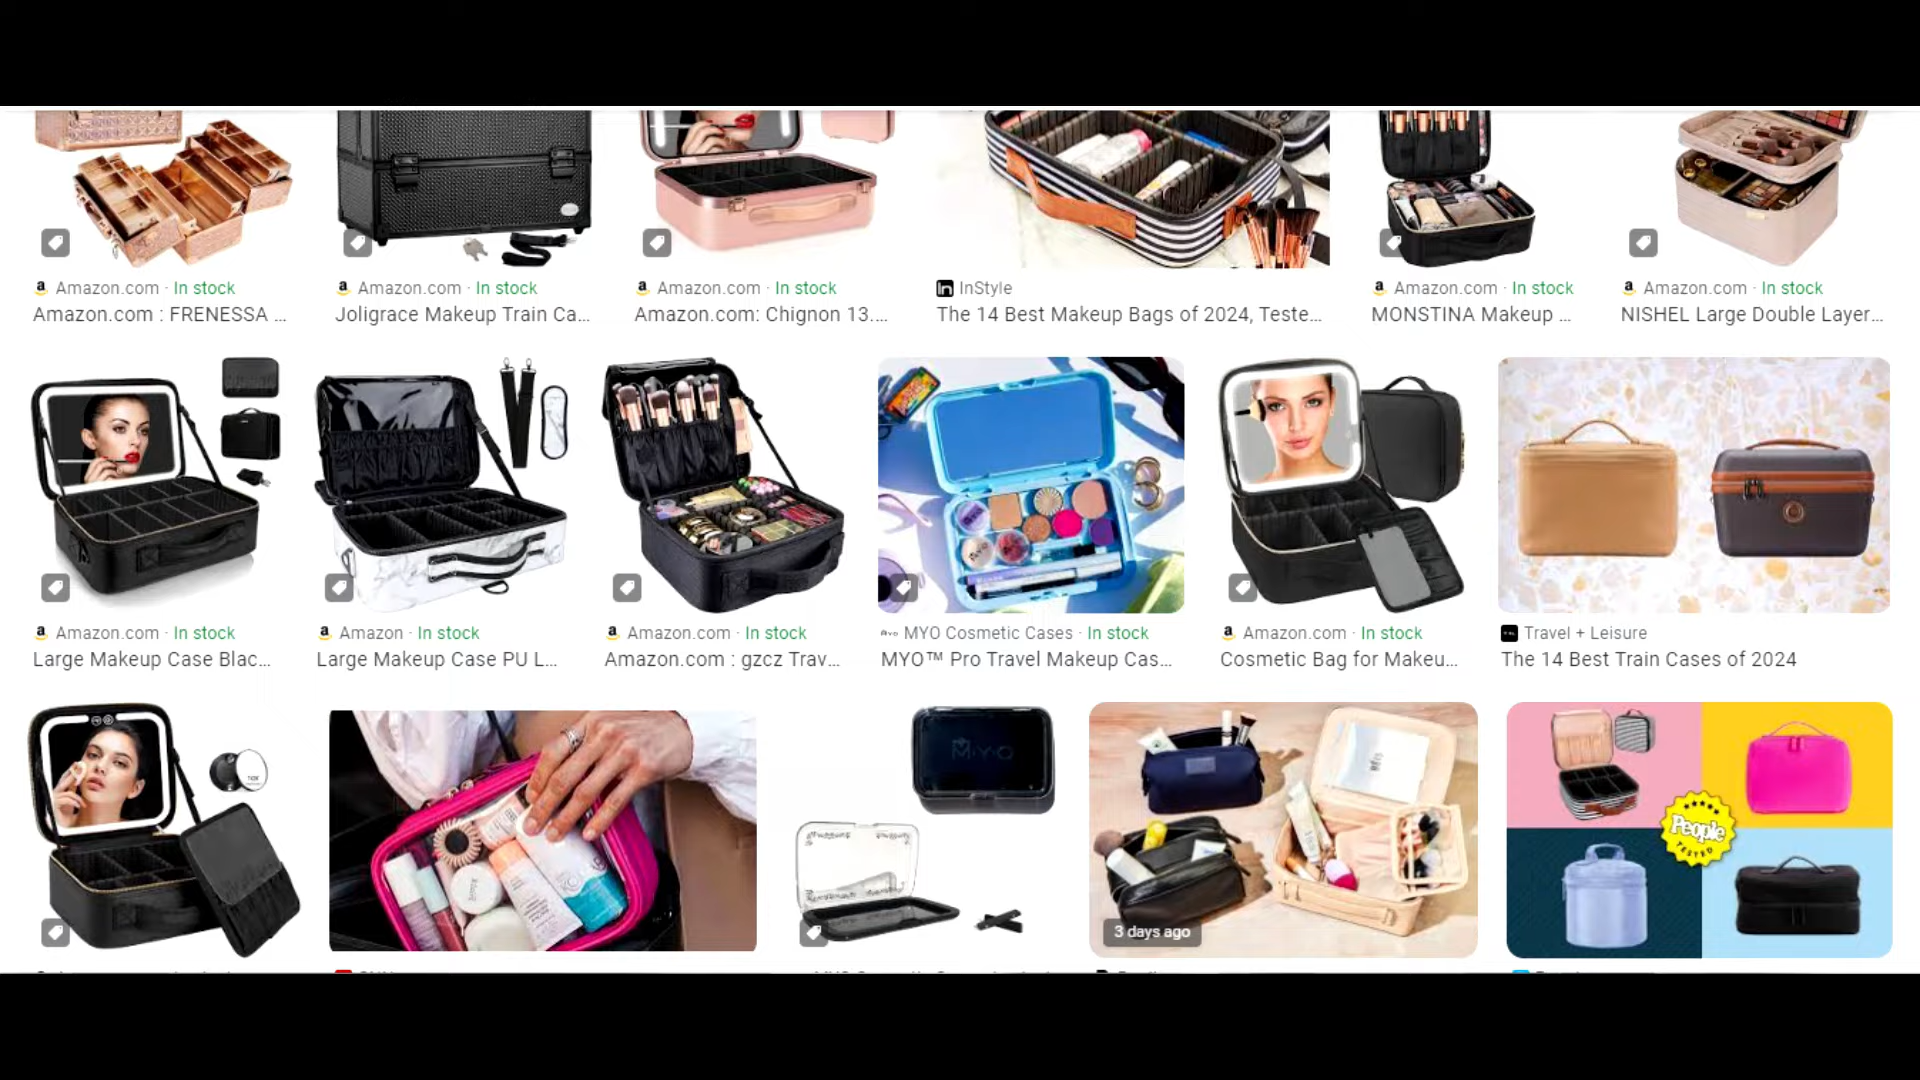 Amazon.com · In stock
Amazon.com : FRENESSA ...
Amazon.com · In stock
Joligrace Makeup Train Ca...
Amazon.com · In stock
Amazon.com: Chignon 13....
InStyle
The 14 Best Makeup Bags of 2024, Teste...
Amazon.com · In stock
MONSTINA Makeup ...
Amazon.com · In stock
NISHEL Large Double Layer...
Amazon.com · In stock
Large Makeup Case Blac...
Amazon · In stock
Large Makeup Case PU L...
Amazon.com · In stock
Amazon.com : gzcz Trav...
MYO Cosmetic Cases · In stock
MYO™ Pro Travel Makeup Cas...
Amazon.com · In stock
Cosmetic Bag for Makeu...
Travel + Leisure
The 14 Best Train Cases of 2024
M·Y·O
3 days ago
People
TESTED